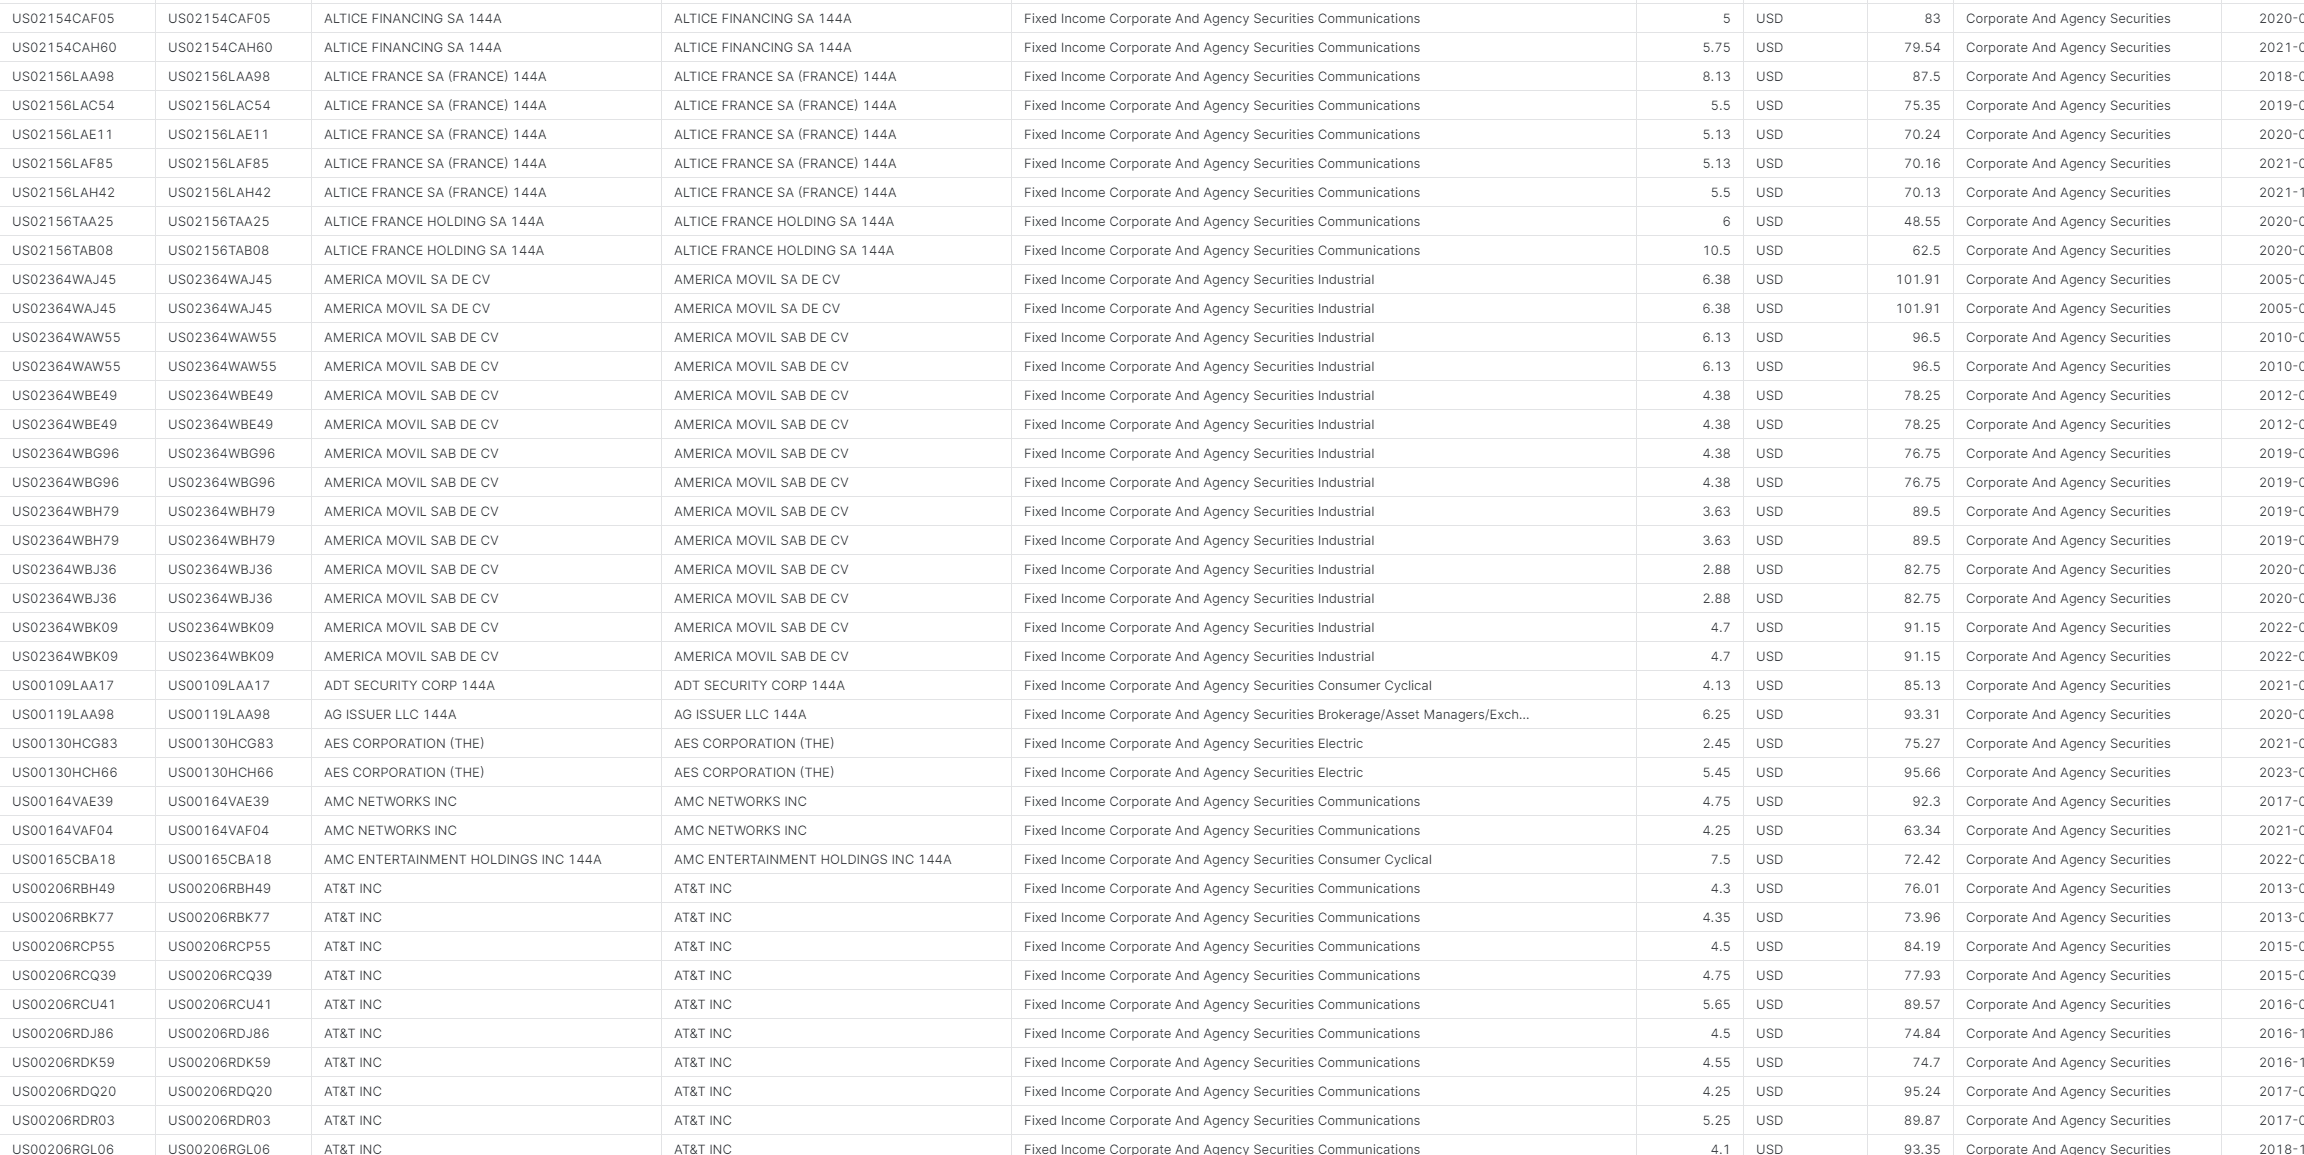 US02154CAF05 US02154CAF05 ALTICE FINANCING SA 144A ALTICE FINANCING SA 144A Fixed Income Corporate And Agency Securities Communications 5 USD 83 Corporate And Agency Securities 2020-0
US02154CAH60 US02154CAH60 ALTICE FINANCING SA 144A ALTICE FINANCING SA 144A Fixed Income Corporate And Agency Securities Communications 5.75 USD 79.54 Corporate And Agency Securities 2021-0
US02156LAA98 US02156LAA98 ALTICE FRANCE SA (FRANCE) 144A ALTICE FRANCE SA (FRANCE) 144A Fixed Income Corporate And Agency Securities Communications 8.13 USD 87.5 Corporate And Agency Securities 2018-0
US02156LAC54 US02156LAC54 ALTICE FRANCE SA (FRANCE) 144A ALTICE FRANCE SA (FRANCE) 144A Fixed Income Corporate And Agency Securities Communications 5.5 USD 75.35 Corporate And Agency Securities 2019-0
US02156LAE11 US02156LAE11 ALTICE FRANCE SA (FRANCE) 144A ALTICE FRANCE SA (FRANCE) 144A Fixed Income Corporate And Agency Securities Communications 5.13 USD 70.24 Corporate And Agency Securities 2020-0
US02156LAF85 US02156LAF85 ALTICE FRANCE SA (FRANCE) 144A ALTICE FRANCE SA (FRANCE) 144A Fixed Income Corporate And Agency Securities Communications 5.13 USD 70.16 Corporate And Agency Securities 2021-0
US02156LAH42 US02156LAH42 ALTICE FRANCE SA (FRANCE) 144A ALTICE FRANCE SA (FRANCE) 144A Fixed Income Corporate And Agency Securities Communications 5.5 USD 70.13 Corporate And Agency Securities 2021-1
US02156TAA25 US02156TAA25 ALTICE FRANCE HOLDING SA 144A ALTICE FRANCE HOLDING SA 144A Fixed Income Corporate And Agency Securities Communications 6 USD 48.55 Corporate And Agency Securities 2020-0
US02156TAB08 US02156TAB08 ALTICE FRANCE HOLDING SA 144A ALTICE FRANCE HOLDING SA 144A Fixed Income Corporate And Agency Securities Communications 10.5 USD 62.5 Corporate And Agency Securities 2020-0
US02364WAJ45 US02364WAJ45 AMERICA MOVIL SA DE CV AMERICA MOVIL SA DE CV Fixed Income Corporate And Agency Securities Industrial 6.38 USD 101.91 Corporate And Agency Securities 2005-0
US02364WAJ45 US02364WAJ45 AMERICA MOVIL SA DE CV AMERICA MOVIL SA DE CV Fixed Income Corporate And Agency Securities Industrial 6.38 USD 101.91 Corporate And Agency Securities 2005-0
US02364WAW55 US02364WAW55 AMERICA MOVIL SAB DE CV AMERICA MOVIL SAB DE CV Fixed Income Corporate And Agency Securities Industrial 6.13 USD 96.5 Corporate And Agency Securities 2010-0
US02364WAW55 US02364WAW55 AMERICA MOVIL SAB DE CV AMERICA MOVIL SAB DE CV Fixed Income Corporate And Agency Securities Industrial 6.13 USD 96.5 Corporate And Agency Securities 2010-0
US02364WBE49 US02364WBE49 AMERICA MOVIL SAB DE CV AMERICA MOVIL SAB DE CV Fixed Income Corporate And Agency Securities Industrial 4.38 USD 78.25 Corporate And Agency Securities 2012-0
US02364WBE49 US02364WBE49 AMERICA MOVIL SAB DE CV AMERICA MOVIL SAB DE CV Fixed Income Corporate And Agency Securities Industrial 4.38 USD 78.25 Corporate And Agency Securities 2012-0
US02364WBG96 US02364WBG96 AMERICA MOVIL SAB DE CV AMERICA MOVIL SAB DE CV Fixed Income Corporate And Agency Securities Industrial 4.38 USD 76.75 Corporate And Agency Securities 2019-0
US02364WBG96 US02364WBG96 AMERICA MOVIL SAB DE CV AMERICA MOVIL SAB DE CV Fixed Income Corporate And Agency Securities Industrial 4.38 USD 76.75 Corporate And Agency Securities 2019-0
US02364WBH79 US02364WBH79 AMERICA MOVIL SAB DE CV AMERICA MOVIL SAB DE CV Fixed Income Corporate And Agency Securities Industrial 3.63 USD 89.5 Corporate And Agency Securities 2019-0
US02364WBH79 US02364WBH79 AMERICA MOVIL SAB DE CV AMERICA MOVIL SAB DE CV Fixed Income Corporate And Agency Securities Industrial 3.63 USD 89.5 Corporate And Agency Securities 2019-0
US02364WBJ36 US02364WBJ36 AMERICA MOVIL SAB DE CV AMERICA MOVIL SAB DE CV Fixed Income Corporate And Agency Securities Industrial 2.88 USD 82.75 Corporate And Agency Securities 2020-0
US02364WBJ36 US02364WBJ36 AMERICA MOVIL SAB DE CV AMERICA MOVIL SAB DE CV Fixed Income Corporate And Agency Securities Industrial 2.88 USD 82.75 Corporate And Agency Securities 2020-0
US02364WBK09 US02364WBK09 AMERICA MOVIL SAB DE CV AMERICA MOVIL SAB DE CV Fixed Income Corporate And Agency Securities Industrial 4.7 USD 91.15 Corporate And Agency Securities 2022-0
US02364WBK09 US02364WBK09 AMERICA MOVIL SAB DE CV AMERICA MOVIL SAB DE CV Fixed Income Corporate And Agency Securities Industrial 4.7 USD 91.15 Corporate And Agency Securities 2022-0
US00109LAA17 US00109LAA17 ADT SECURITY CORP 144A ADT SECURITY CORP 144A Fixed Income Corporate And Agency Securities Consumer Cyclical 4.13 USD 85.13 Corporate And Agency Securities 2021-0
US00119LAA98 US00119LAA98 AG ISSUER LLC 144A AG ISSUER LLC 144A Fixed Income Corporate And Agency Securities Brokerage/Asset Managers/Exch... 6.25 USD 93.31 Corporate And Agency Securities 2020-0
US00130HCG83 US00130HCG83 AES CORPORATION (THE) AES CORPORATION (THE) Fixed Income Corporate And Agency Securities Electric 2.45 USD 75.27 Corporate And Agency Securities 2021-0
US00130HCH66 US00130HCH66 AES CORPORATION (THE) AES CORPORATION (THE) Fixed Income Corporate And Agency Securities Electric 5.45 USD 95.66 Corporate And Agency Securities 2023-0
US00164VAE39 US00164VAE39 AMC NETWORKS INC AMC NETWORKS INC Fixed Income Corporate And Agency Securities Communications 4.75 USD 92.3 Corporate And Agency Securities 2017-0
US00164VAF04 US00164VAF04 AMC NETWORKS INC AMC NETWORKS INC Fixed Income Corporate And Agency Securities Communications 4.25 USD 63.34 Corporate And Agency Securities 2021-0
US00165CBA18 US00165CBA18 AMC ENTERTAINMENT HOLDINGS INC 144A AMC ENTERTAINMENT HOLDINGS INC 144A Fixed Income Corporate And Agency Securities Consumer Cyclical 7.5 USD 72.42 Corporate And Agency Securities 2022-0
US00206RBH49 US00206RBH49 AT&T INC AT&T INC Fixed Income Corporate And Agency Securities Communications 4.3 USD 76.01 Corporate And Agency Securities 2013-0
US00206RBK77 US00206RBK77 AT&T INC AT&T INC Fixed Income Corporate And Agency Securities Communications 4.35 USD 73.96 Corporate And Agency Securities 2013-0
US00206RCP55 US00206RCP55 AT&T INC AT&T INC Fixed Income Corporate And Agency Securities Communications 4.5 USD 84.19 Corporate And Agency Securities 2015-0
US00206RCQ39 US00206RCQ39 AT&T INC AT&T INC Fixed Income Corporate And Agency Securities Communications 4.75 USD 77.93 Corporate And Agency Securities 2015-0
US00206RCU41 US00206RCU41 AT&T INC AT&T INC Fixed Income Corporate And Agency Securities Communications 5.65 USD 89.57 Corporate And Agency Securities 2016-0
US00206RDJ86 US00206RDJ86 AT&T INC AT&T INC Fixed Income Corporate And Agency Securities Communications 4.5 USD 74.84 Corporate And Agency Securities 2016-1
US00206RDK59 US00206RDK59 AT&T INC AT&T INC Fixed Income Corporate And Agency Securities Communications 4.55 USD 74.7 Corporate And Agency Securities 2016-1
US00206RDQ20 US00206RDQ20 AT&T INC AT&T INC Fixed Income Corporate And Agency Securities Communications 4.25 USD 95.24 Corporate And Agency Securities 2017-0
US00206RDR03 US00206RDR03 AT&T INC AT&T INC Fixed Income Corporate And Agency Securities Communications 5.25 USD 89.87 Corporate And Agency Securities 2017-0
US00206RGL06 US00206RGL06 AT&T INC AT&T INC Fixed Income Corporate And Agency Securities Communications 4.1 USD 93.35 Corporate And Agency Securities 2018-1